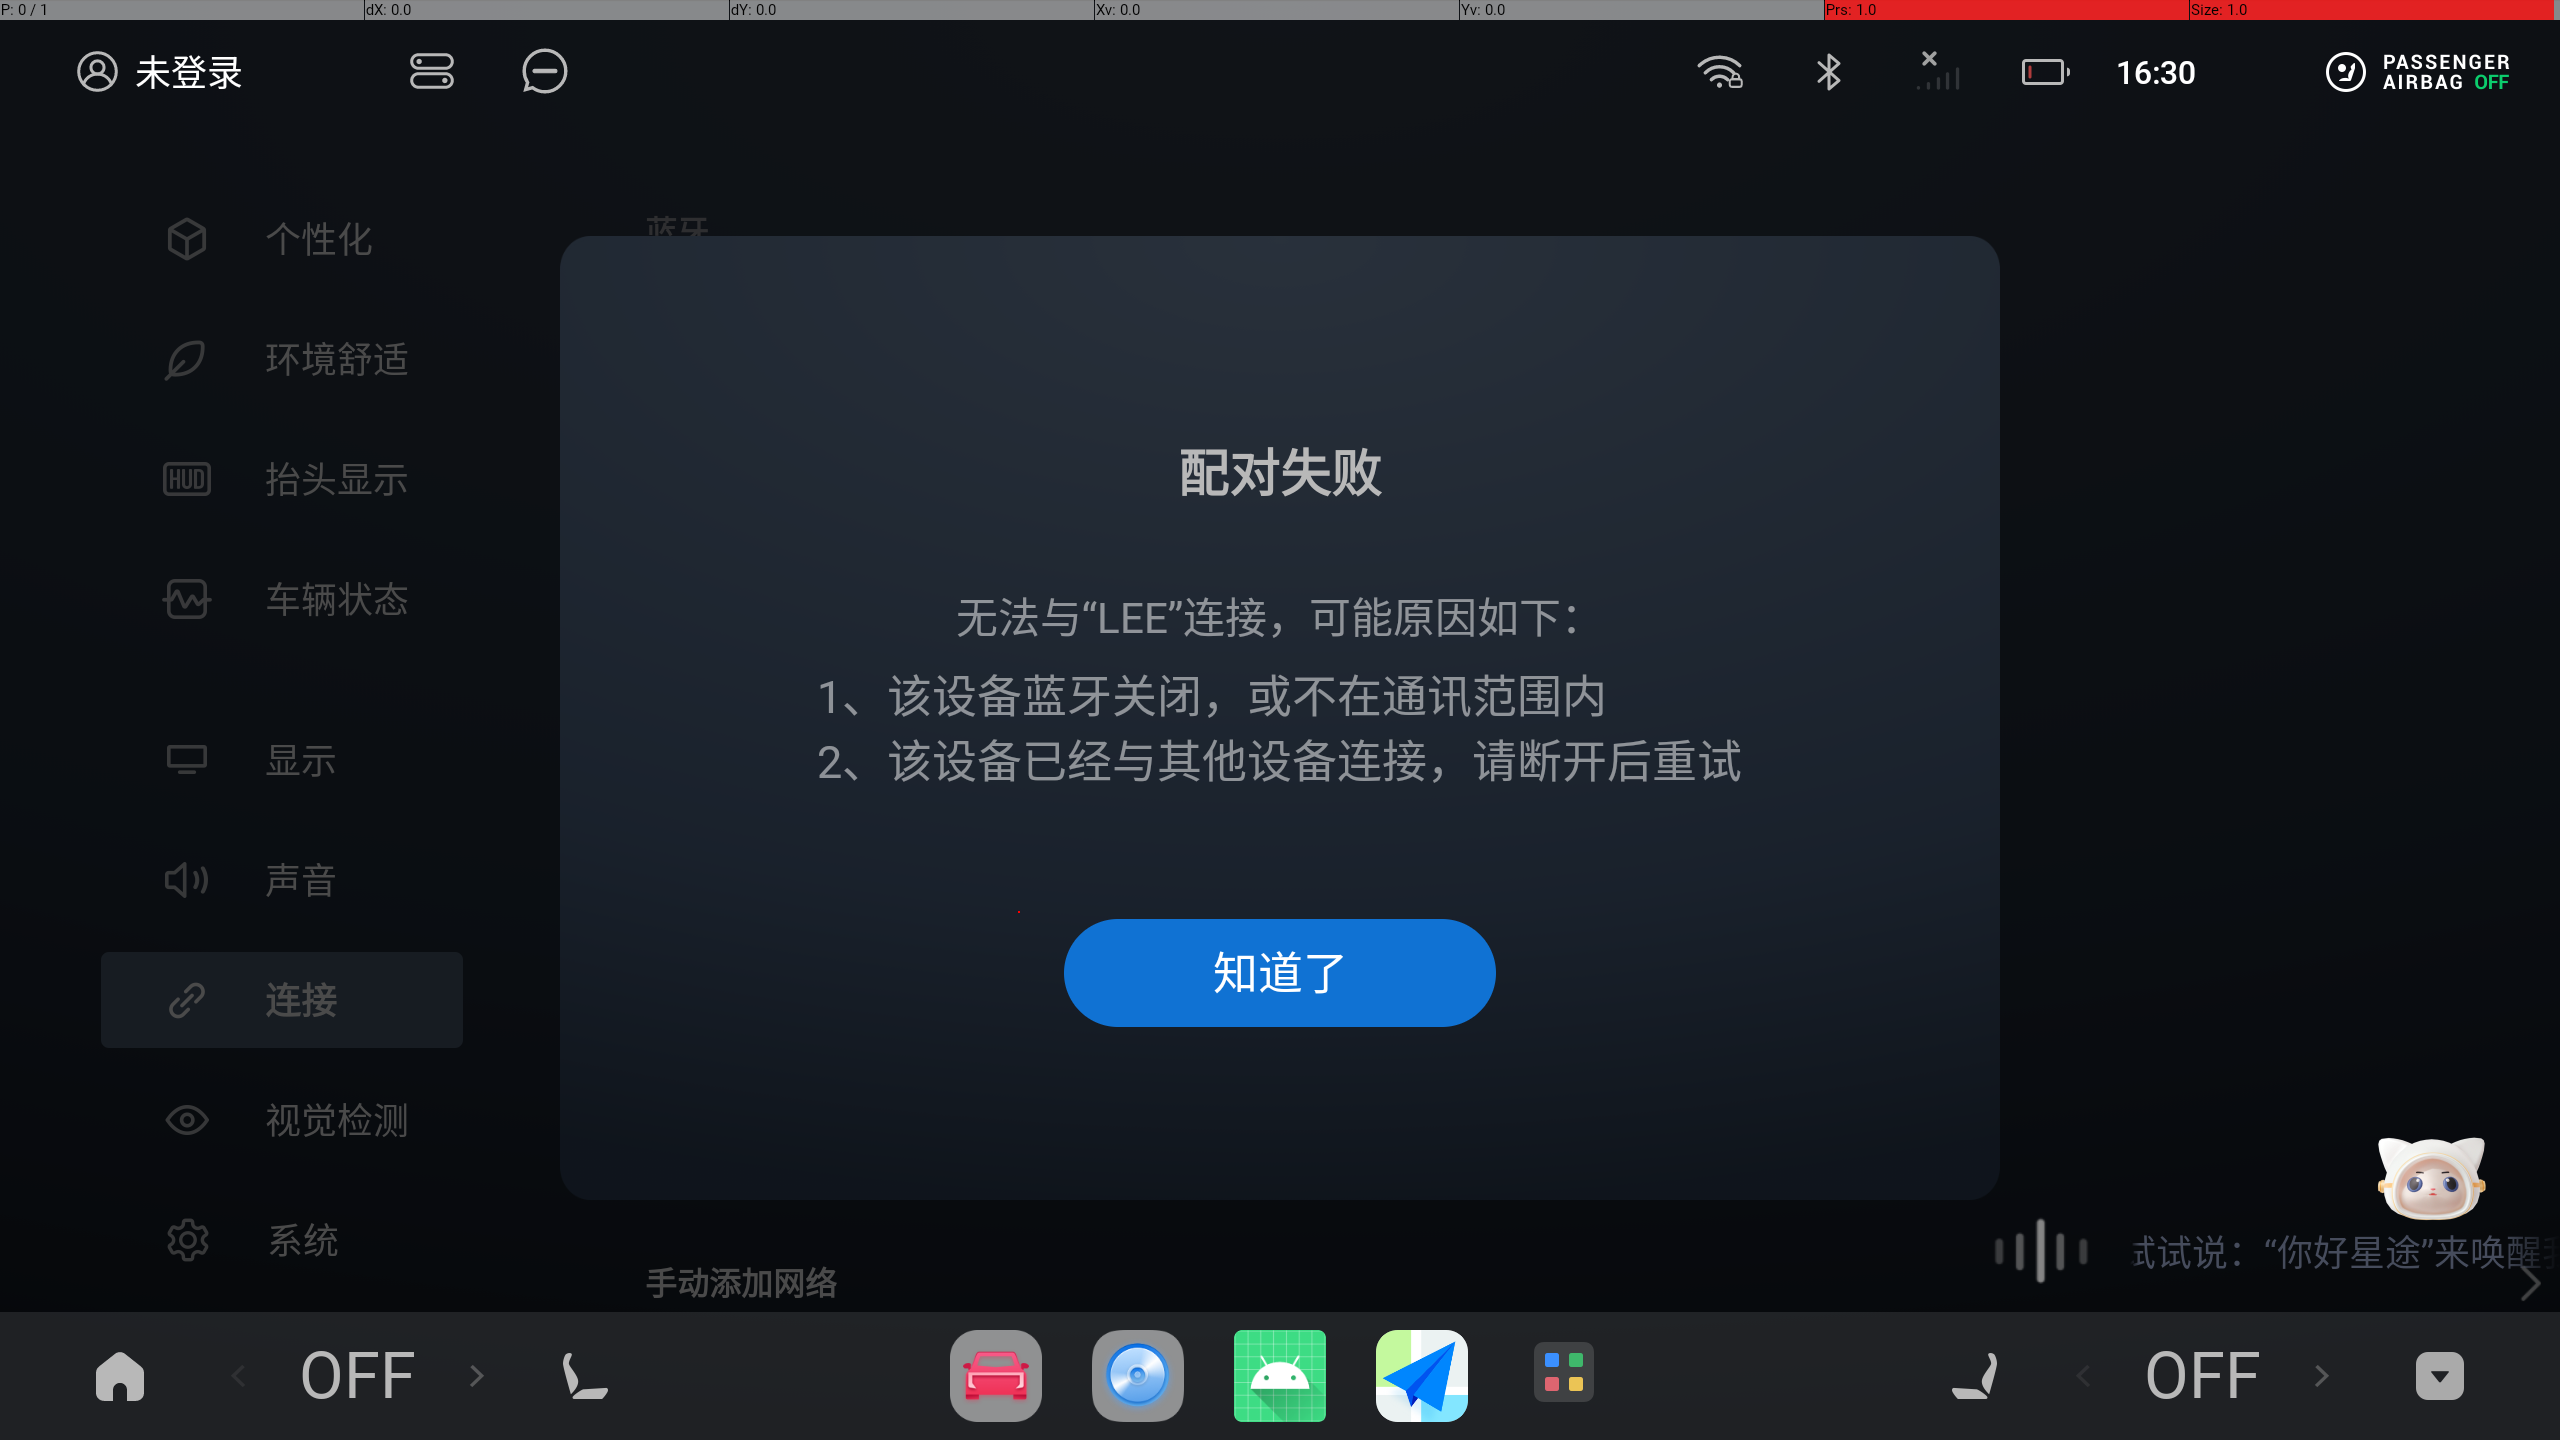 P: 0 / 1
dX: 0.0
dY: 0.0
Xv: 0.0
Yv: 0.0
Prs: 1.0
Size: 1.0
未登录
16:30
PASSENGER
AIRBAG OFF
蓝牙
个性化
环境舒适
HUD
抬头显示
车辆状态
显示
声音
连接
视觉检测
系统
配对失败
无法与“LEE”连接，可能原因如下：
1、该设备蓝牙关闭，或不在通讯范围内
2、该设备已经与其他设备连接，请断开后重试
知道了
试试说：“你好星途”来唤醒
手动添加网络
OFF
OFF